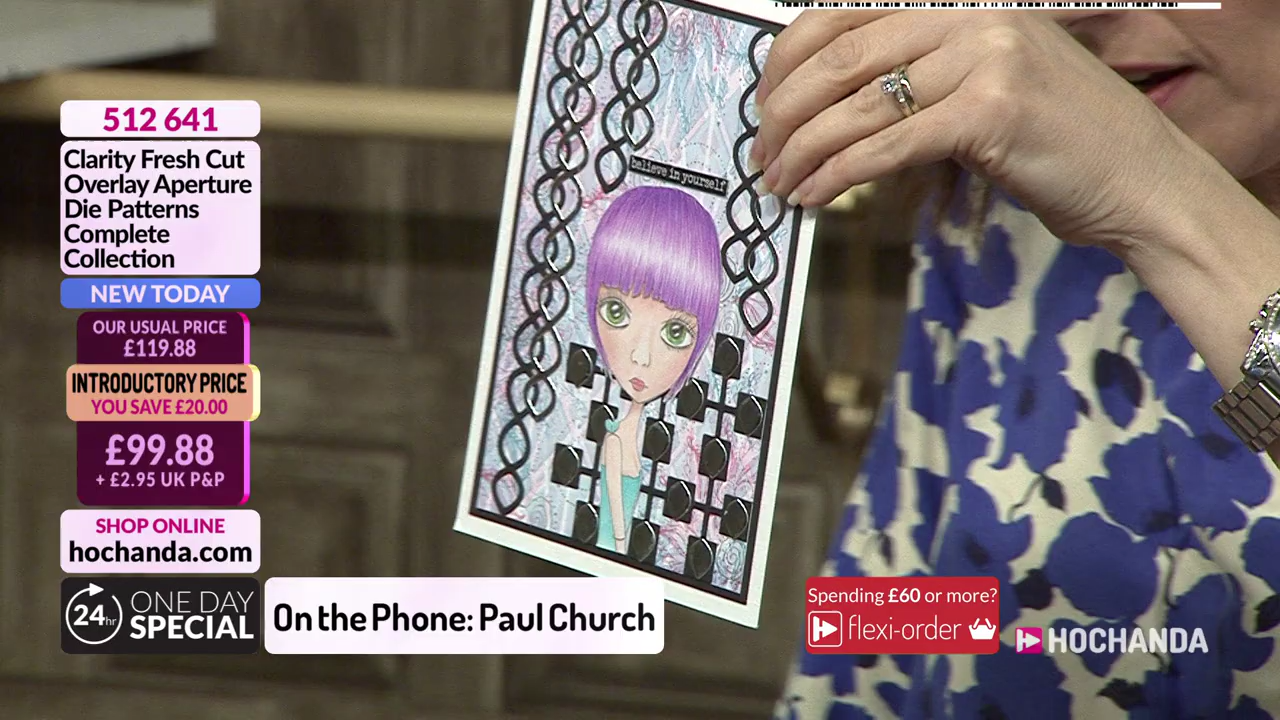 512 641
Clarity Fresh Cut
Overlay Aperture
Die Patterns
Complete
Collection
NEW TODAY
OUR USUAL PRICE
£119.88
INTRODUCTORY PRICE
YOU SAVE £20.00
£99.88
+ £2.95 UK P&P
SHOP ONLINE
hochanda.com
24hr
ONE DAY
SPECIAL
On the Phone: Paul Church
believe in yourself
Spending £60 or more?
flexi-order
HOCHANDA